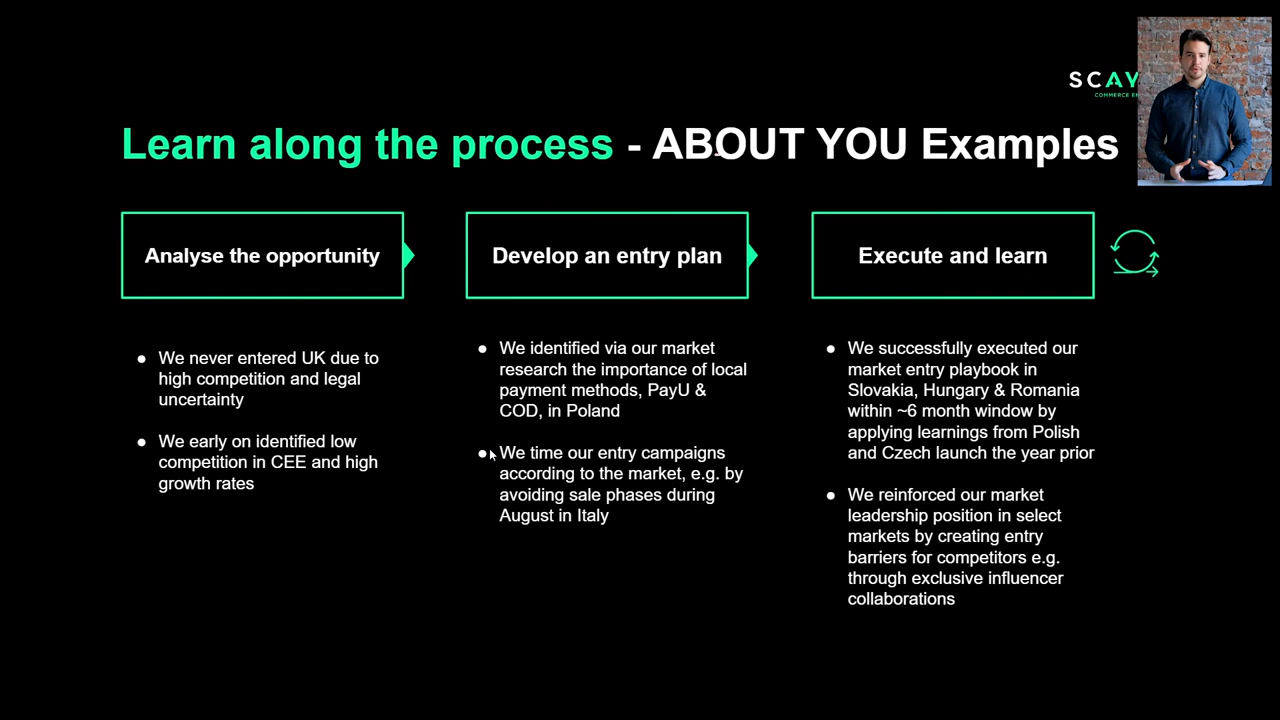 SCAY
COMMERCE EN
Learn along the process - ABOUT YOU Examples
Analyse the opportunity
Develop an entry plan
Execute and learn
● We never entered UK due to
high competition and legal
uncertainty
● We early on identified low
competition in CEE and high
growth rates
● We identified via our market
research the importance of local
payment methods, PayU &
COD, in Poland
● We time our entry campaigns
according to the market, e.g. by
avoiding sale phases during
August in Italy
● We successfully executed our
market entry playbook in
Slovakia, Hungary & Romania
within ~6 month window by
applying learnings from Polish
and Czech launch the year prior
● We reinforced our market
leadership position in select
markets by creating entry
barriers for competitors e.g.
through exclusive influencer
collaborations